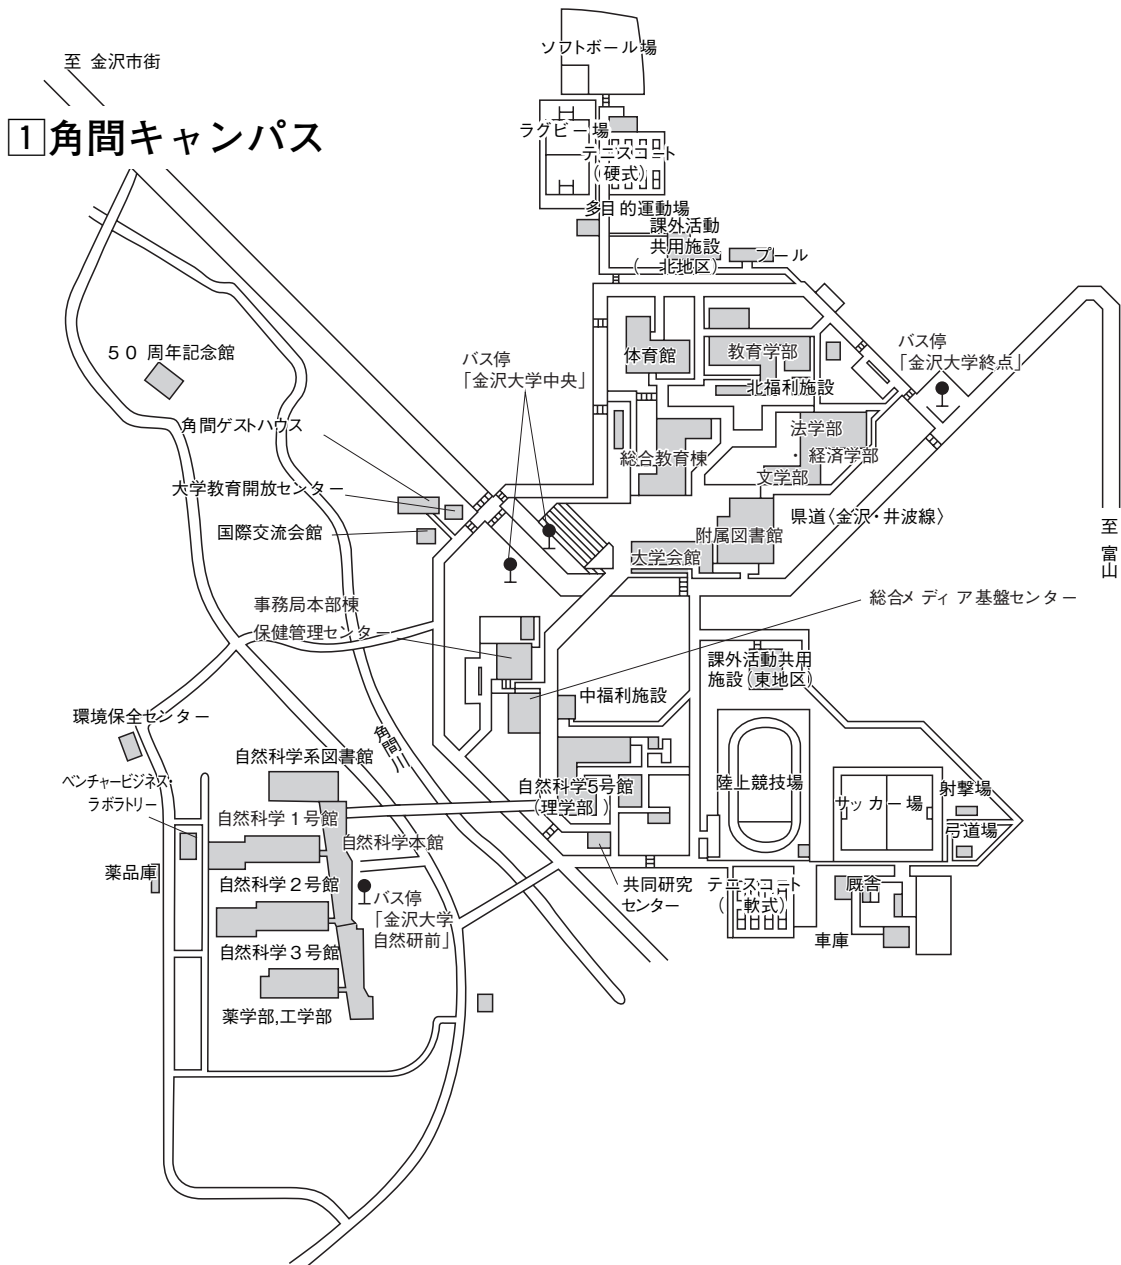 至 金沢市街
1 角間キャンパス
ソフトボール場
ラグビー場
テニスコート
(硬式)
多目的運動場
課外活動
共用施設
(北地区)
プール
50周年記念館
バス停
「金沢大学中央」
体育館
教育学部
北福利施設
バス停
「金沢大学終点」
角間ゲストハウス
総合教育棟
法学部
・経済学部
文学部
大学教育開放センター
国際交流会館
附属図書館
県道〈金沢・井波線〉
大学会館
至 富山
事務局本部棟
保健管理センター
総合メディア基盤センター
課外活動共用
施設(東地区)
中福利施設
環境保全センター
角間川
自然科学系図書館
ベンチャービジネス・
ラボラトリー
自然科学5号館
(理学部)
陸上競技場
サッカー場
射撃場
弓道場
自然科学1号館
自然科学本館
薬品庫
自然科学2号館
バス停
「金沢大学
自然研前」
共同研究
センター
テニスコート
(軟式)
厩舎
車庫
自然科学3号館
薬学部,工学部